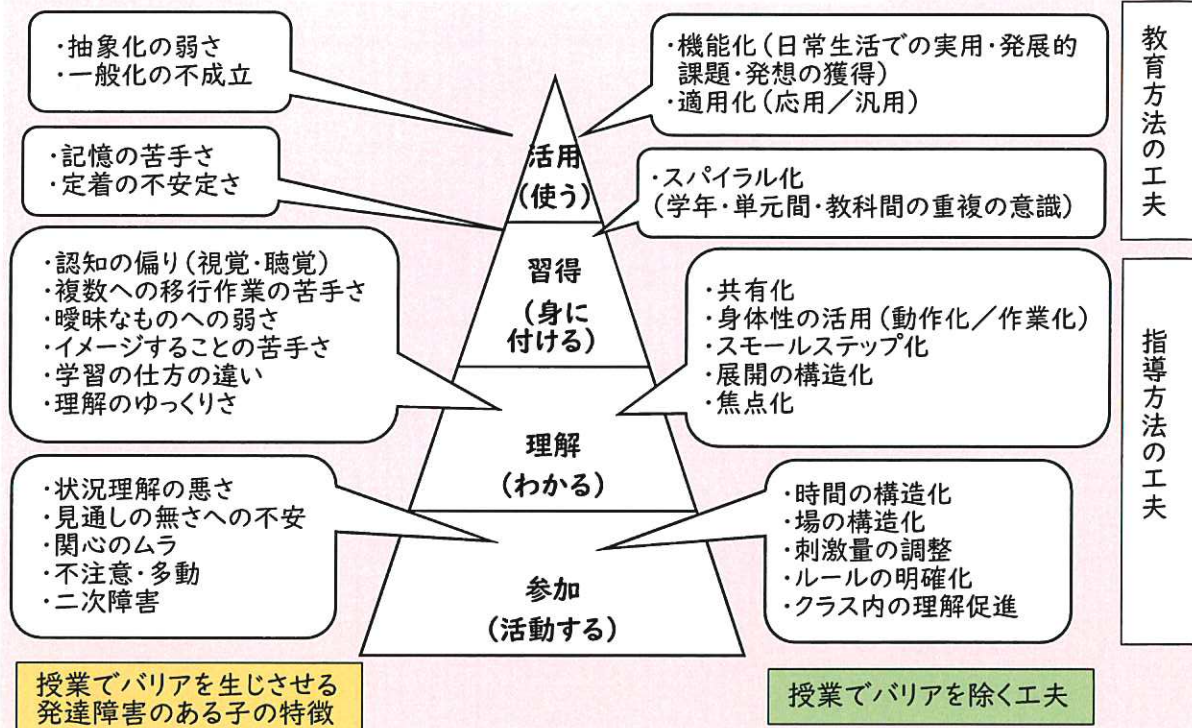 ・抽象化の弱さ
・一般化の不成立
・記憶の苦手さ
・定着の不安定さ
・認知の偏り（視覚・聴覚）
・複数への移行作業の苦手さ
・曖昧なものへの弱さ
・イメージすることの苦手さ
・学習の仕方の違い
・理解のゆっくりさ
・状況理解の悪さ
・見通しの無さへの不安
・関心のムラ
・不注意・多動
・二次障害
授業でバリアを生じさせる
発達障害のある子の特徴
活用
（使う）
習得
（身に
付ける）
理解
（わかる）
参加
（活動する）
・機能化（日常生活での実用・発展的
課題・発想の獲得）
・適用化（応用／汎用）
・スパイラル化
（学年・単元間・教科間の重複の意識）
・共有化
・身体性の活用（動作化／作業化）
・スモールステップ化
・展開の構造化
・焦点化
・時間の構造化
・場の構造化
・刺激量の調整
・ルールの明確化
・クラス内の理解促進
授業でバリアを除く工夫
教育方法の工夫
指導方法の工夫